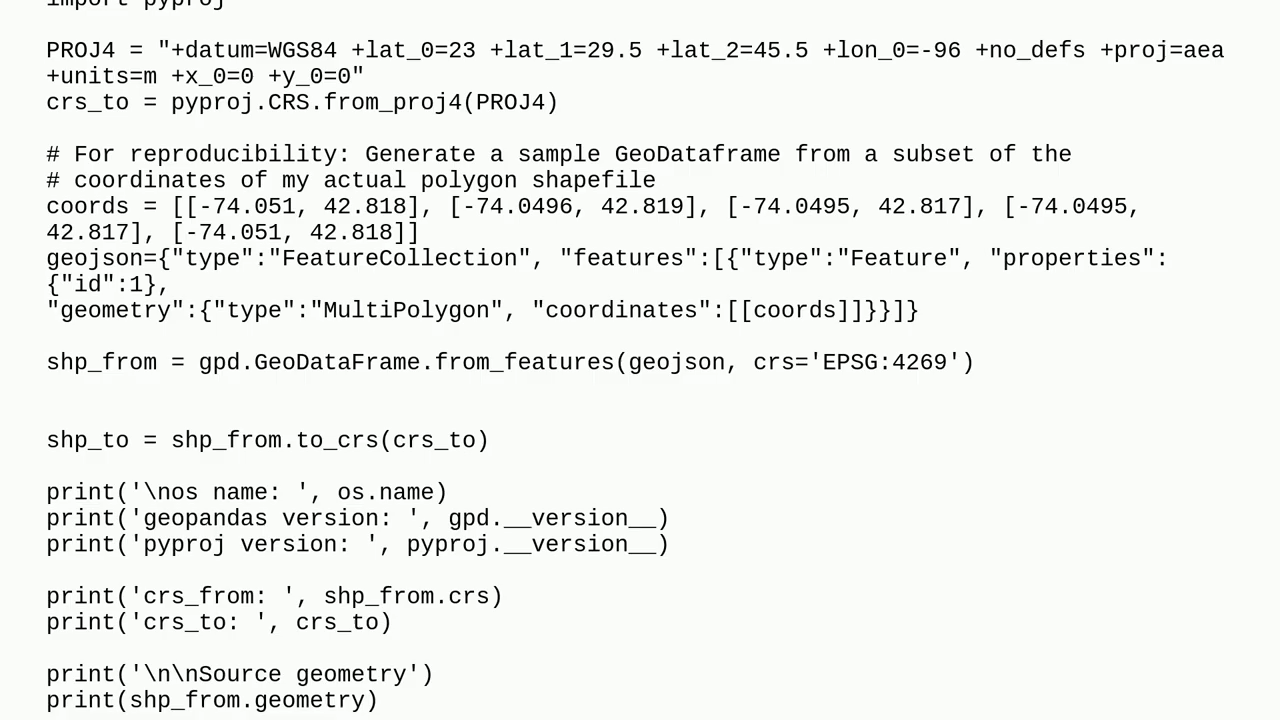 import pyproj
PROJ4 = "+datum=WGS84 +lat_0=23 +lat_1=29.5 +lat_2=45.5 +lon_0=-96 +no_defs +proj=aea
+units=m +x_0=0 +y_0=0"
crs_to = pyproj.CRS.from_proj4(PROJ4)
# For reproducibility: Generate a sample GeoDataframe from a subset of the
# coordinates of my actual polygon shapefile
coords = [[-74.051, 42.818], [-74.0496, 42.819], [-74.0495, 42.817], [-74.0495,
42.817], [-74.051, 42.818]]
geojson={"type":"FeatureCollection", "features":[{"type":"Feature", "properties":
{"id":1},
"geometry":{"type":"MultiPolygon", "coordinates":[[coords]]}}]}
shp_from = gpd.GeoDataFrame.from_features(geojson, crs='EPSG:4269')
shp_to = shp_from.to_crs(crs_to)
print('\nos name: ', os.name)
print('geopandas version: ', gpd.__version__)
print('pyproj version: ', pyproj.__version__)
print('crs_from: ', shp_from.crs)
print('crs_to: ', crs_to)
print('\n\nSource geometry')
print(shp_from.geometry)